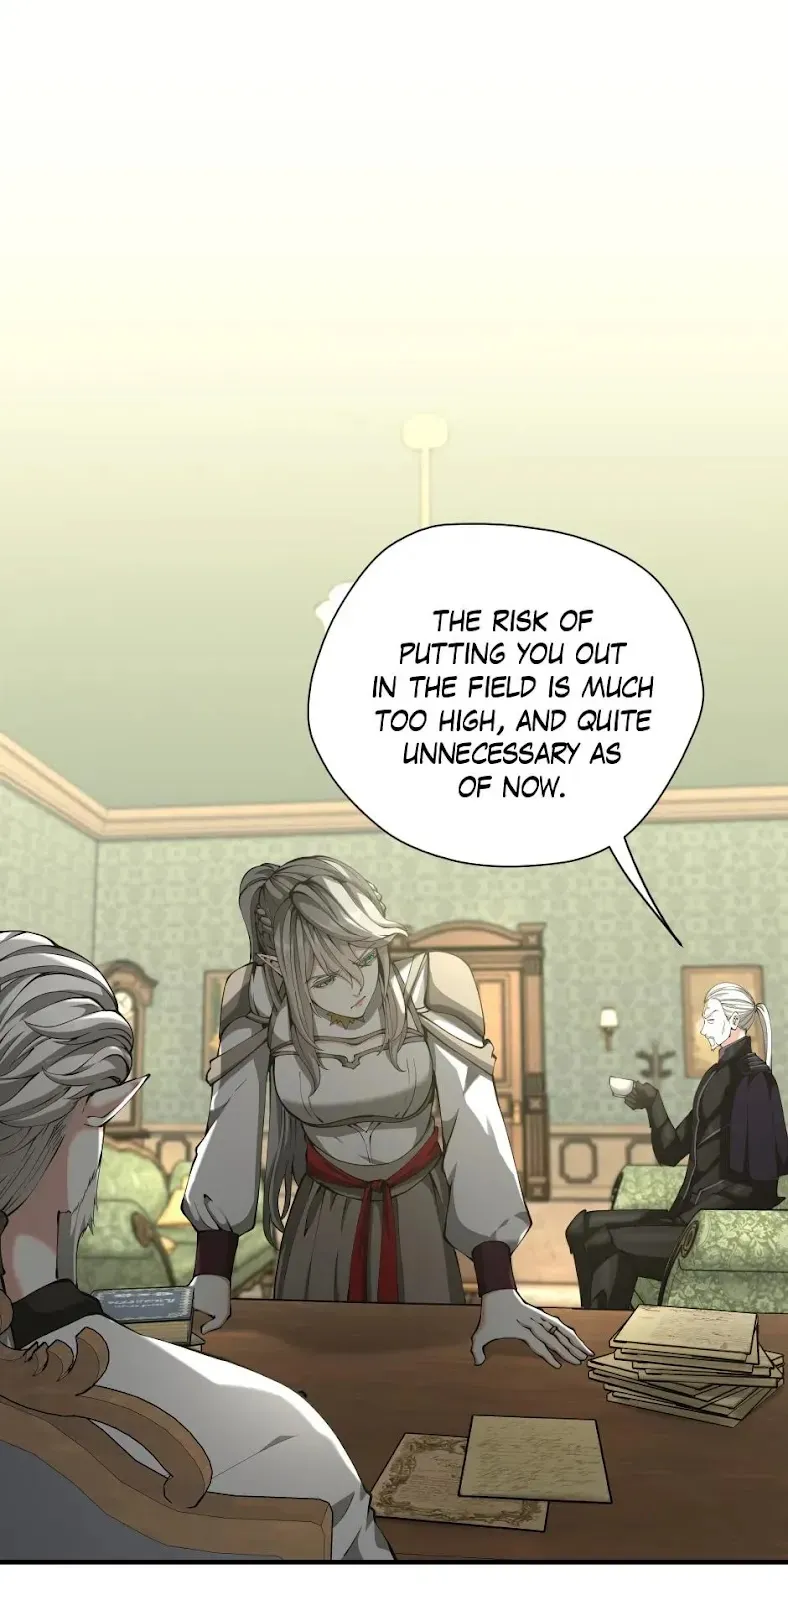 THE RISK OF
PUTTING YOU OUT
IN THE FIELD IS MUCH
TOO HIGH, AND QUITE
UNNECESSARY AS
OF NOW.